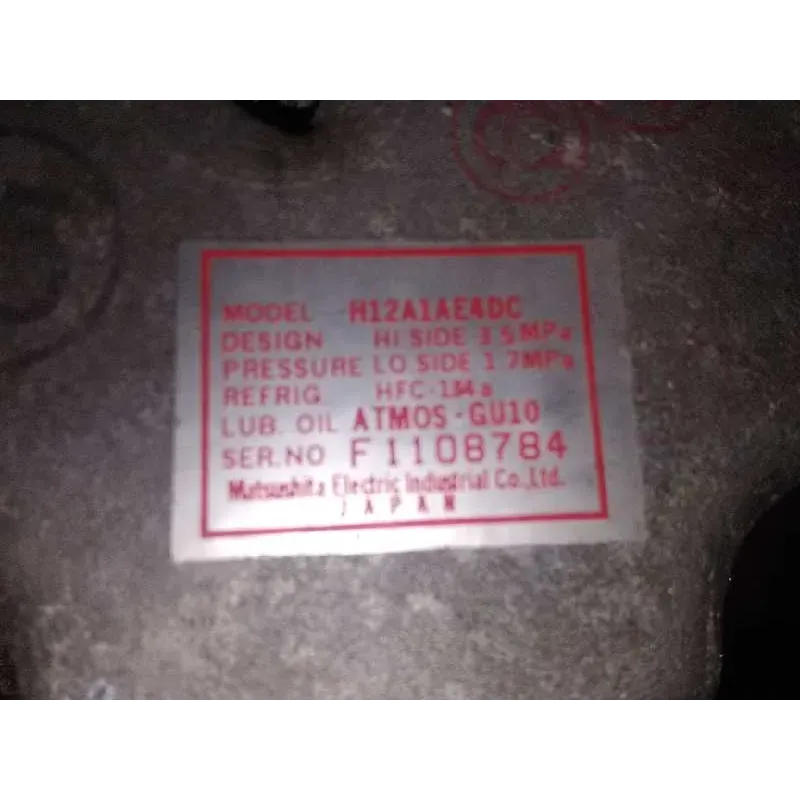 MODEL H12A1AE4DC
DESIGN HI SIDE 3.5MPa
PRESSURE LO SIDE 1.7MPa
REFRIG HFC-134a
LUB. OIL ATMOS-GU10
SER.NO F1108784
Matsushita Electric Industrial Co., Ltd.
JAPAN